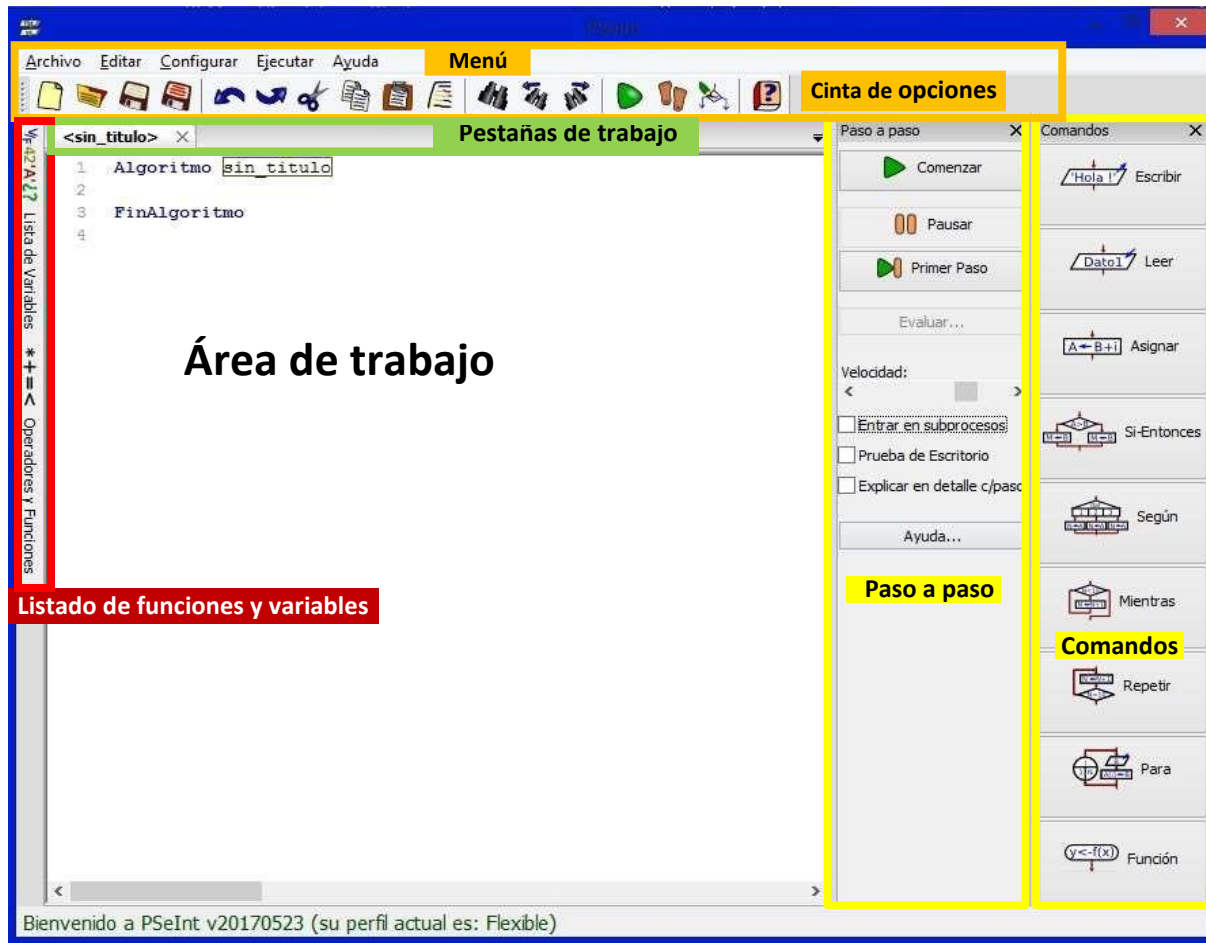 PSeInt
Archivo Editar Configurar Ejecutar Ayuda
Menú
Cinta de opciones
<sin_titulo>
Pestañas de trabajo
Paso a paso
Comandos
1 Algoritmo sin_titulo
2
3 FinAlgoritmo
4
Área de trabajo
VF 42 'A' ¿? Lista de Variables
* + = < Operadores y Funciones
Listado de funciones y variables
Comenzar
Pausar
Primer Paso
Evaluar...
Velocidad:
Entrar en subprocesos
Prueba de Escritorio
Explicar en detalle c/paso
Ayuda...
Paso a paso
'Hola !' Escribir
Dato1 Leer
A←B+i Asignar
A>B Si-Entonces
Según
Mientras
Comandos
Repetir
Para
y<-f(x) Función
Bienvenido a PSeInt v20170523 (su perfil actual es: Flexible)